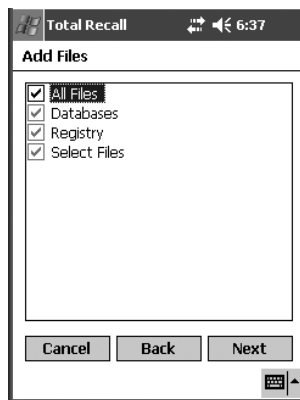 Total Recall 6:37
Add Files
All Files
Databases
Registry
Select Files
Cancel Back Next